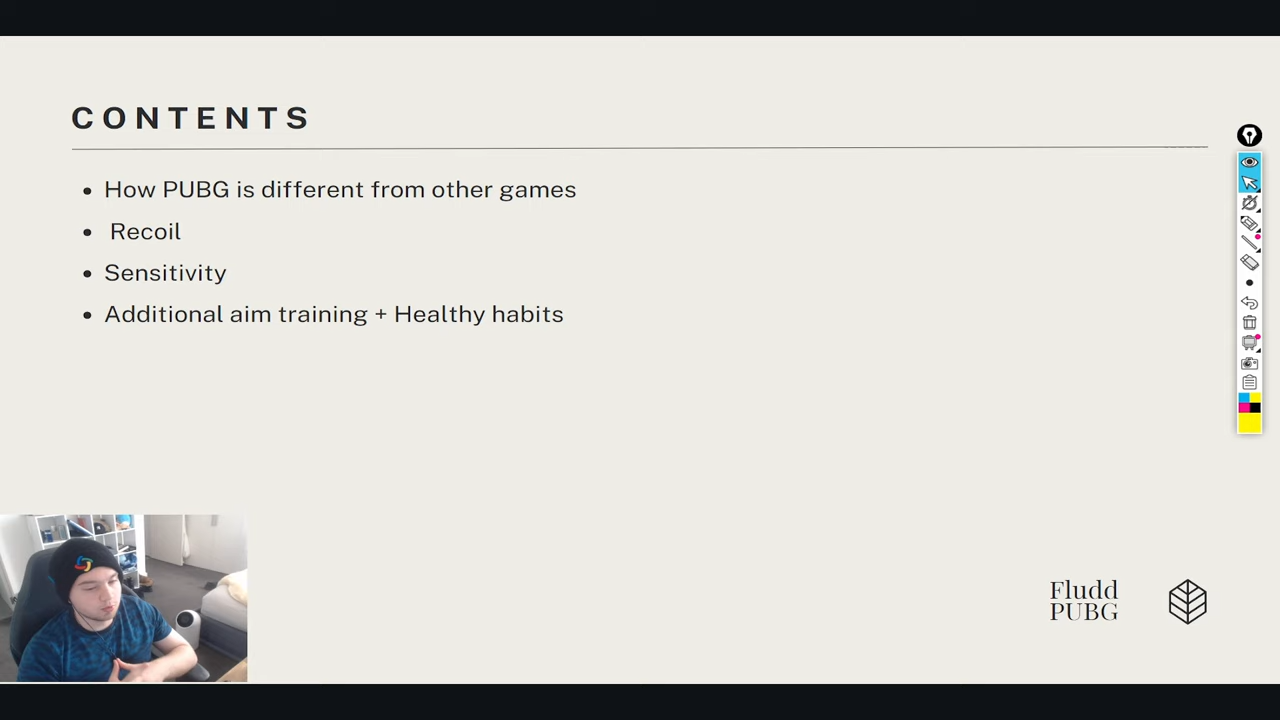 CONTENTS
How PUBG is different from other games
Recoil
Sensitivity
Additional aim training + Healthy habits
Fludd
PUBG